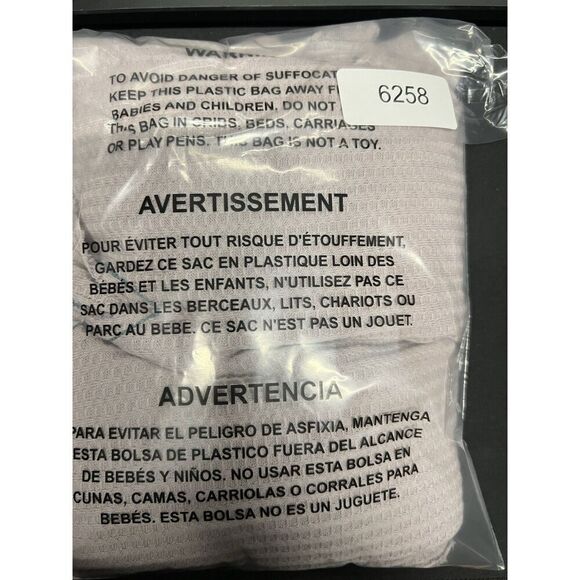 TO AVOID DANGER OF SUFFOCAT
KEEP THIS PLASTIC BAG AWAY F
BABIES AND CHILDREN. DO NOT
THIS BAG IN CRIBS, BEDS, CARRIAGES
OR PLAY PENS. THIS BAG IS NOT A TOY.
6258
AVERTISSEMENT
POUR ÉVITER TOUT RISQUE D'ÉTOUFFEMENT,
GARDEZ CE SAC EN PLASTIQUE LOIN DES
BÉBÉS ET LES ENFANTS, N'UTILISEZ PAS CE
SAC DANS LES BERCEAUX, LITS, CHARIOTS OU
PARC AU BEBE. CE SAC N'EST PAS UN JOUET.
ADVERTENCIA
PARA EVITAR EL PELIGRO DE ASFIXIA, MANTENGA
ESTA BOLSA DE PLASTICO FUERA DEL ALCANCE
DE BEBÉS Y NIÑOS. NO USAR ESTA BOLSA EN
CUNAS, CAMAS, CARRIOLAS O CORRALES PARA
BEBÉS. ESTA BOLSA NO ES UN JUGUETE.